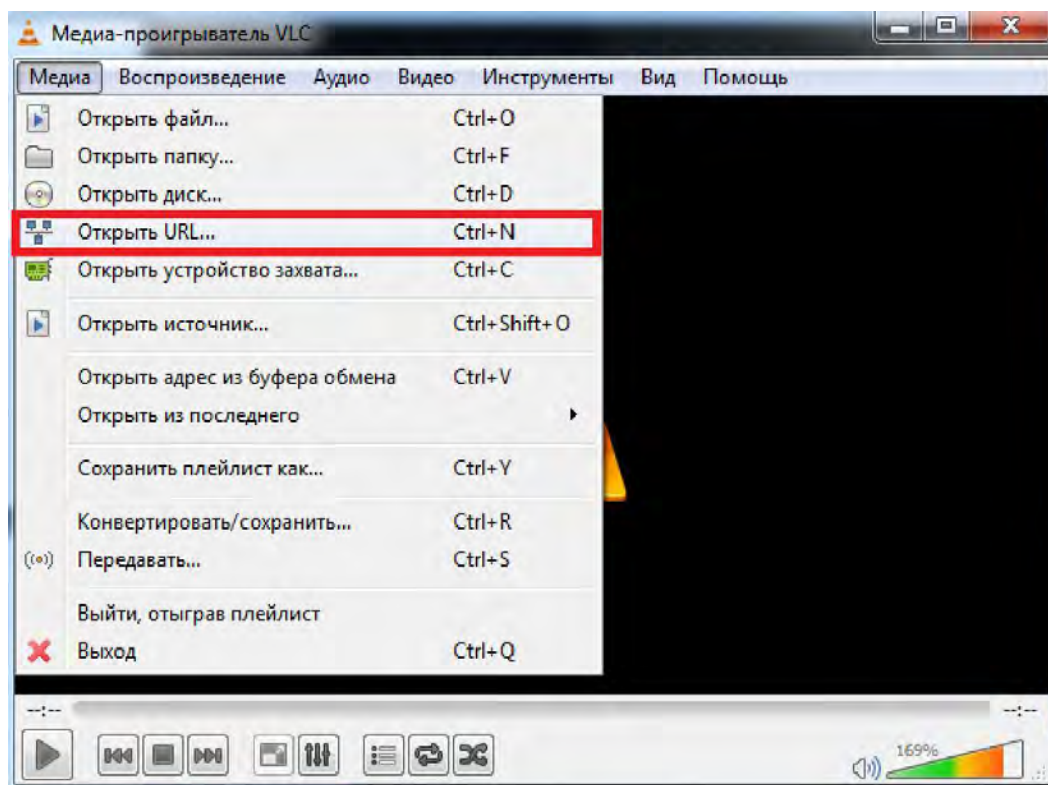 Медиа-проигрыватель VLC
Медиа Воспроизведение Аудио Видео Инструменты Вид Помощь
Открыть файл... Ctrl+O
Открыть папку... Ctrl+F
Открыть диск... Ctrl+D
Открыть URL... Ctrl+N
Открыть устройство захвата... Ctrl+C
Открыть источник... Ctrl+Shift+O
Открыть адрес из буфера обмена Ctrl+V
Открыть из последнего
Сохранить плейлист как... Ctrl+Y
Конвертировать/сохранить... Ctrl+R
Передавать... Ctrl+S
Выйти, отыграв плейлист
Выход Ctrl+Q
--:-- --:--
169%